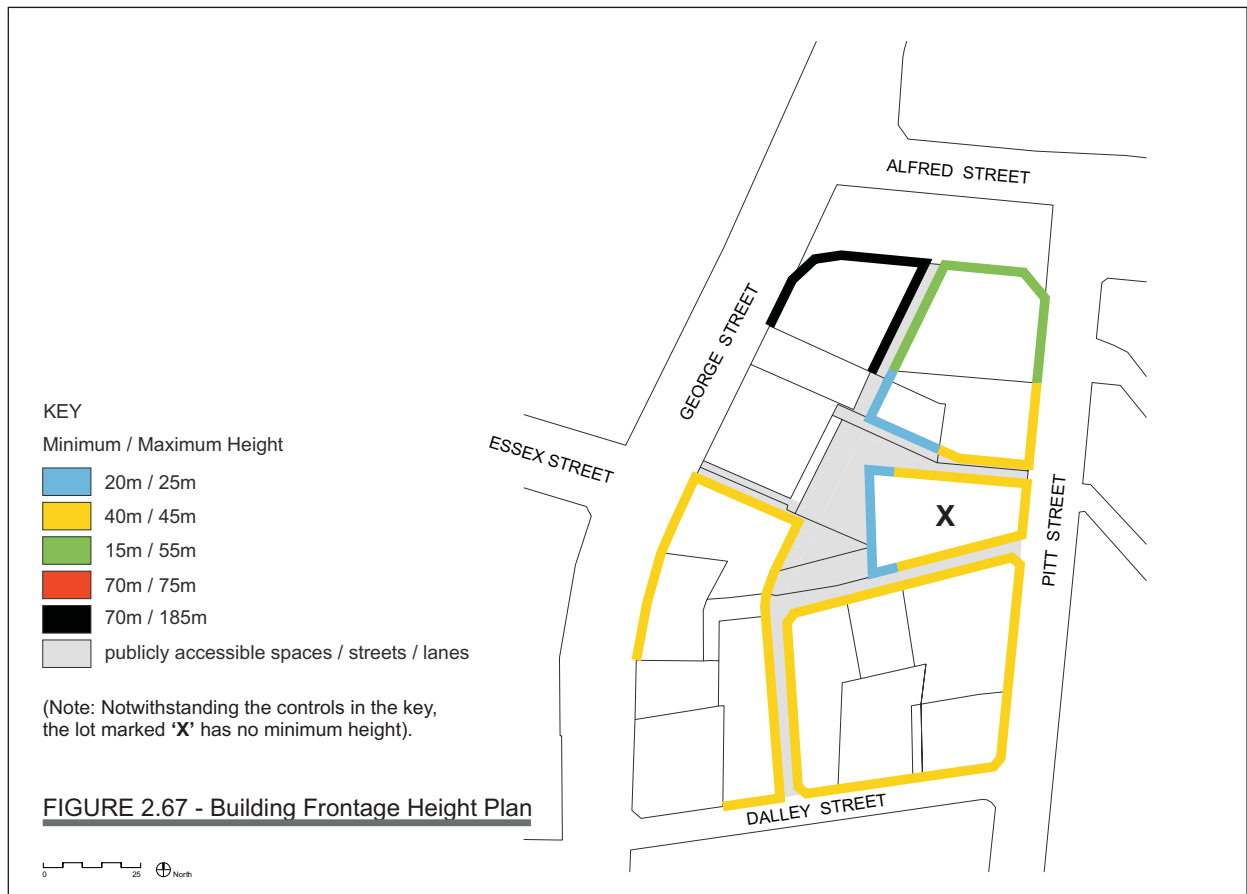 ALFRED STREET
GEORGE STREET
ESSEX STREET
PITT STREET
DALLEY STREET
X
KEY
Minimum / Maximum Height
20m / 25m
40m / 45m
15m / 55m
70m / 75m
70m / 185m
publicly accessible spaces / streets / lanes
(Note: Notwithstanding the controls in the key,
the lot marked ‘X’ has no minimum height).
FIGURE 2.67 - Building Frontage Height Plan
0 25 North